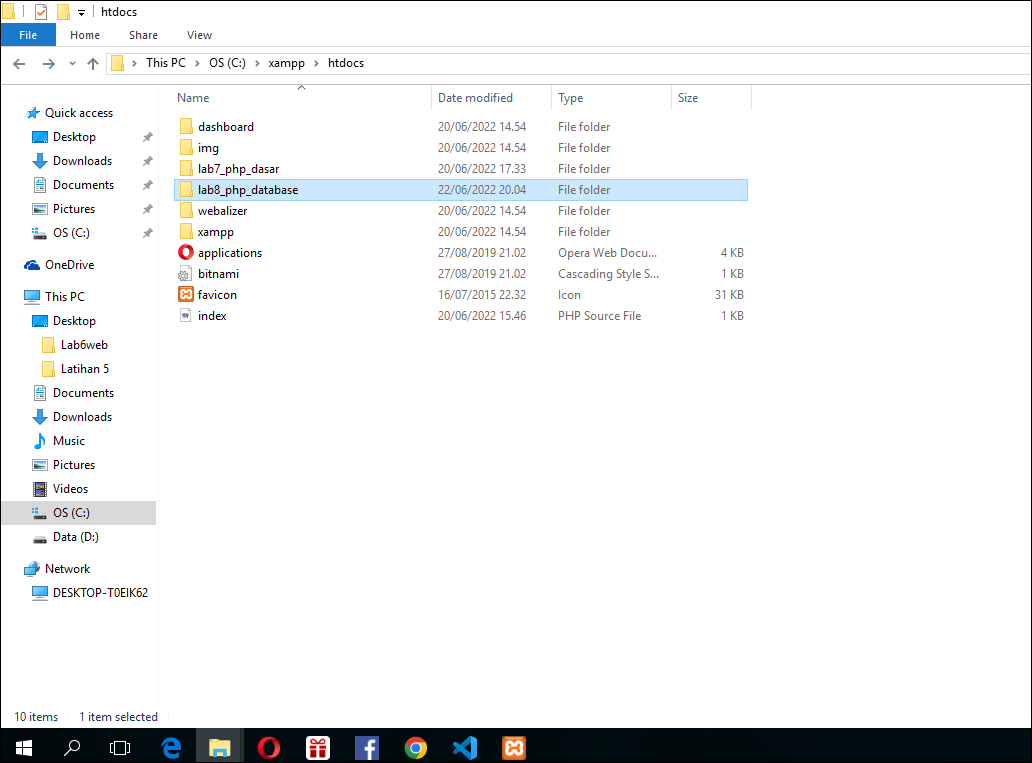 htdocs
File Home Share View
This PC OS (C:) xampp htdocs
Name Date modified Type Size
Quick access
Desktop
Downloads
Documents
Pictures
OS (C:)
OneDrive
This PC
Desktop
Lab6web
Latihan 5
Documents
Downloads
Music
Pictures
Videos
OS (C:)
Data (D:)
Network
DESKTOP-T0EIK62
dashboard 20/06/2022 14.54 File folder
img 20/06/2022 14.54 File folder
lab7_php_dasar 20/06/2022 17.33 File folder
lab8_php_database 22/06/2022 20.04 File folder
webalizer 20/06/2022 14.54 File folder
xampp 20/06/2022 14.54 File folder
applications 27/08/2019 21.02 Opera Web Docu... 4 KB
bitnami 27/08/2019 21.02 Cascading Style S... 1 KB
favicon 16/07/2015 22.32 Icon 31 KB
index 20/06/2022 15.46 PHP Source File 1 KB
10 items 1 item selected